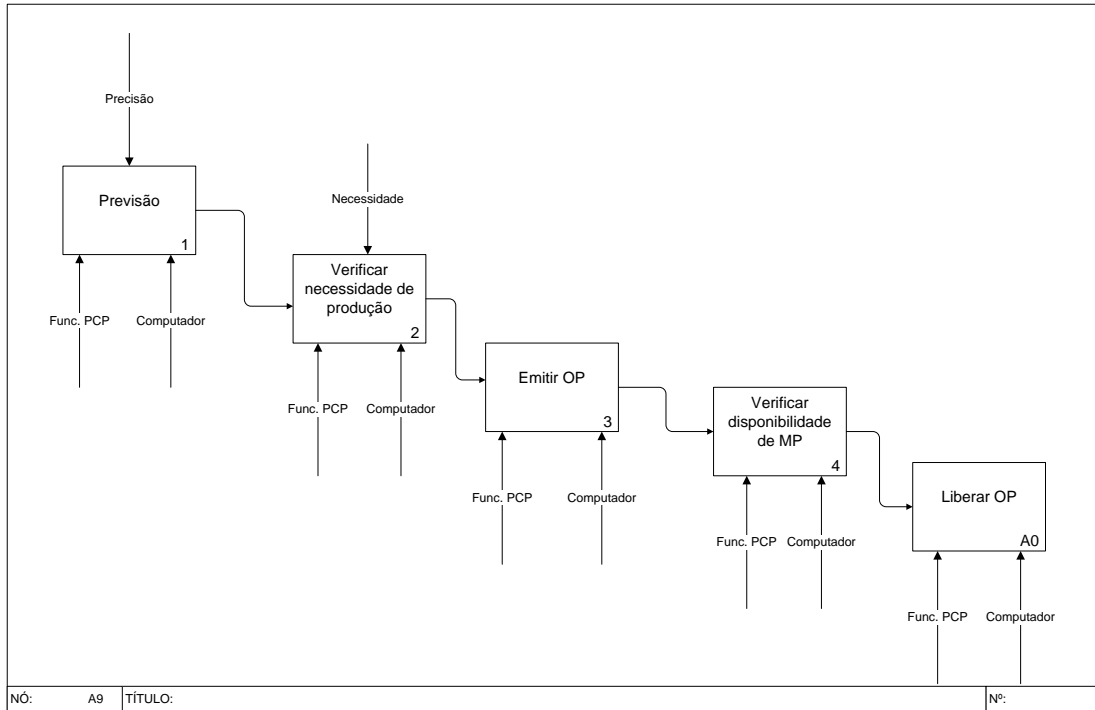 Precisão
Previsão
1
Func. PCP
Computador
Necessidade
Verificar
necessidade de
produção
2
Func. PCP
Computador
Emitir OP
3
Func. PCP
Computador
Verificar
disponibilidade
de MP
4
Func. PCP
Computador
Liberar OP
A0
Func. PCP
Computador
NÓ: A9 TÍTULO: Nº: